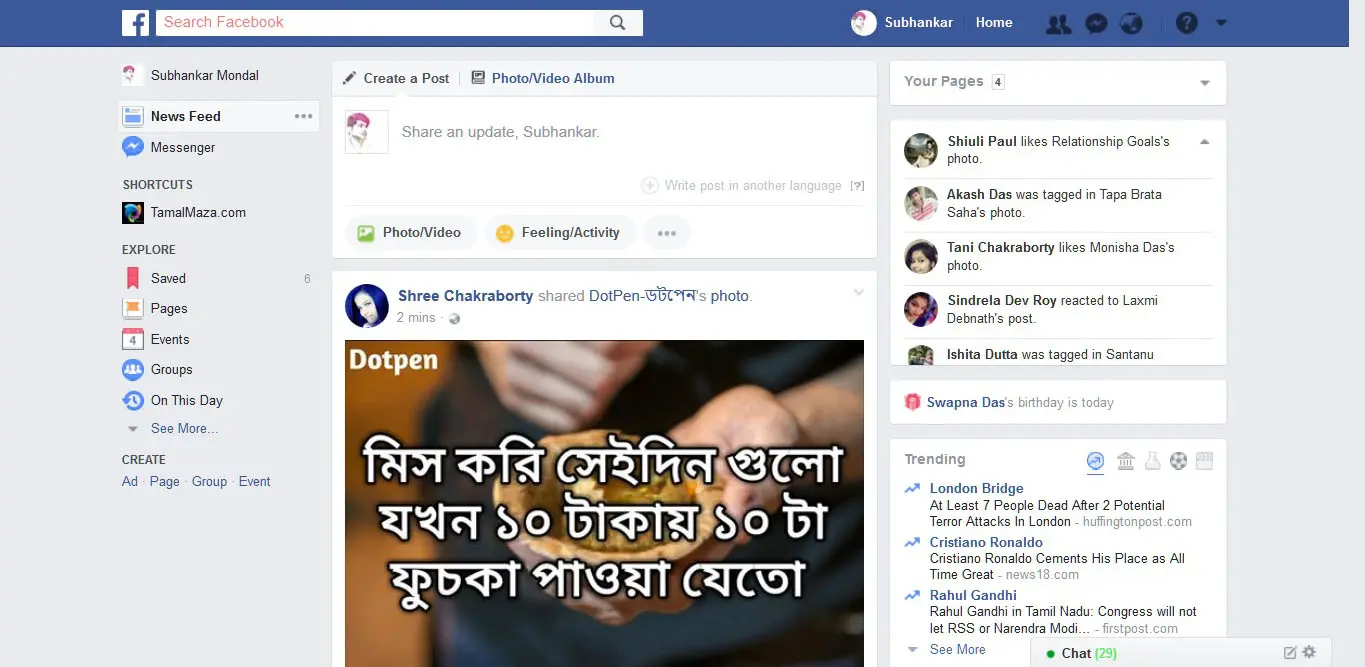 Search Facebook
Subhankar Home
Subhankar Mondal
News Feed
Messenger
SHORTCUTS
TamalMaza.com
EXPLORE
Saved 6
Pages
4 Events
Groups
On This Day
See More...
CREATE
Ad · Page · Group · Event
Create a Post Photo/Video Album
Share an update, Subhankar.
Write post in another language [?]
Photo/Video Feeling/Activity
Shree Chakraborty shared DotPen-ডটপেন's photo.
2 mins ·
Dotpen
মিস করি সেইদিন গুলো
যখন ১০ টাকায় ১০ টা
ফুচকা পাওয়া যেতো
Your Pages 4
Shiuli Paul likes Relationship Goals's
photo.
Akash Das was tagged in Tapa Brata
Saha's photo.
Tani Chakraborty likes Monisha Das's
photo.
Sindrela Dev Roy reacted to Laxmi
Debnath's post.
Ishita Dutta was tagged in Santanu
Swapna Das's birthday is today
Trending
London Bridge
At Least 7 People Dead After 2 Potential
Terror Attacks In London - huffingtonpost.com
Cristiano Ronaldo
Cristiano Ronaldo Cements His Place as All
Time Great - news18.com
Rahul Gandhi
Rahul Gandhi in Tamil Nadu: Congress will not
let RSS or Narendra Modi... - firstpost.com
See More
Chat (29)